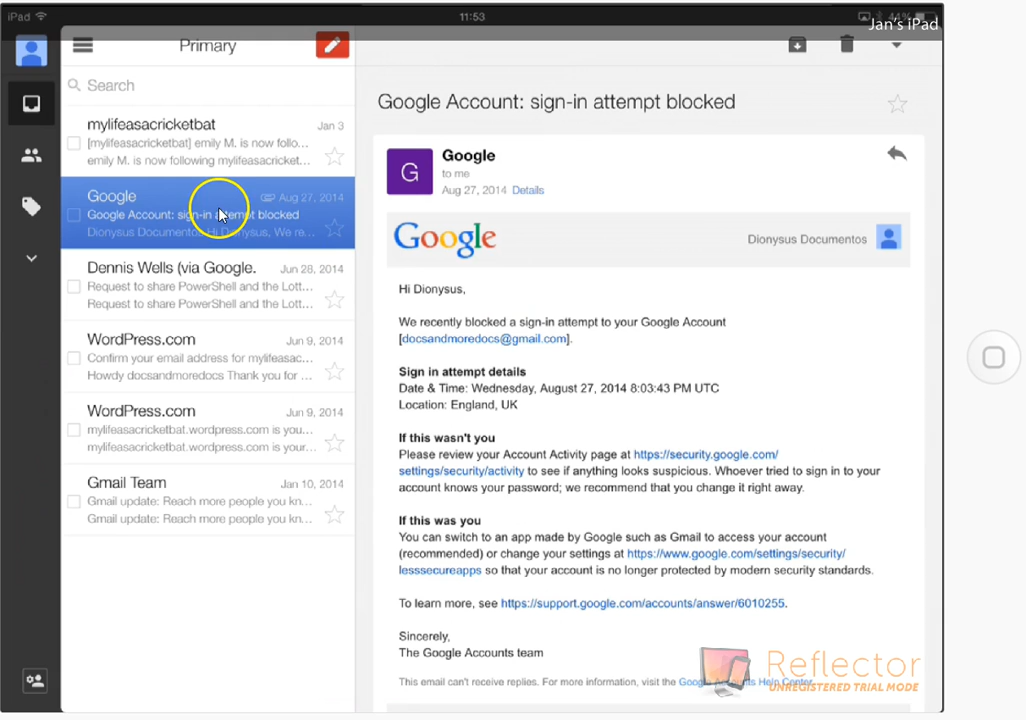 iPad
11:53
44%
Jan's iPad
Primary
Search
mylifeasacricketbat Jan 3
[mylifeasacricketbat] emily M. is now follo...
emily M. is now following mylifeasacricket...
Google Aug 27, 2014
Google Account: sign-in attempt blocked
Dionysus Documentos Hi Dionysus, We re...
Dennis Wells (via Google. Jun 28, 2014
Request to share PowerShell and the Lott...
Request to share PowerShell and the Lott...
WordPress.com Jun 9, 2014
Confirm your email address for mylifeasac...
Howdy docsandmoredocs Thank you for ...
WordPress.com Jun 9, 2014
mylifeasacricketbat.wordpress.com is you...
mylifeasacricketbat.wordpress.com is your...
Gmail Team Jan 10, 2014
Gmail update: Reach more people you kn...
Gmail update: Reach more people you kn...
Google Account: sign-in attempt blocked
G
Google
to me
Aug 27, 2014 Details
Google
Dionysus Documentos
Hi Dionysus,
We recently blocked a sign-in attempt to your Google Account
[docsandmoredocs@gmail.com].
Sign in attempt details
Date & Time: Wednesday, August 27, 2014 8:03:43 PM UTC
Location: England, UK
If this wasn't you
Please review your Account Activity page at https://security.google.com/
settings/security/activity to see if anything looks suspicious. Whoever tried to sign in to your
account knows your password; we recommend that you change it right away.
If this was you
You can switch to an app made by Google such as Gmail to access your account
(recommended) or change your settings at https://www.google.com/settings/security/
lesssecureapps so that your account is no longer protected by modern security standards.
To learn more, see https://support.google.com/accounts/answer/6010255.
Sincerely,
The Google Accounts team
This email can't receive replies. For more information, visit the Google Accounts Help Center.
Reflector
UNREGISTERED TRIAL MODE